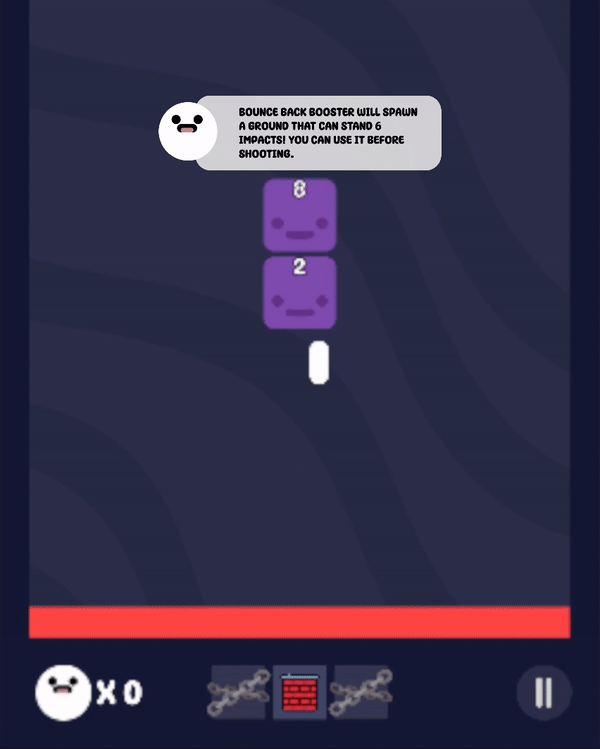 BOUNCE BACK BOOSTER WILL SPAWN
A GROUND THAT CAN STAND 6
IMPACTS! YOU CAN USE IT BEFORE
SHOOTING.
8
2
X 0